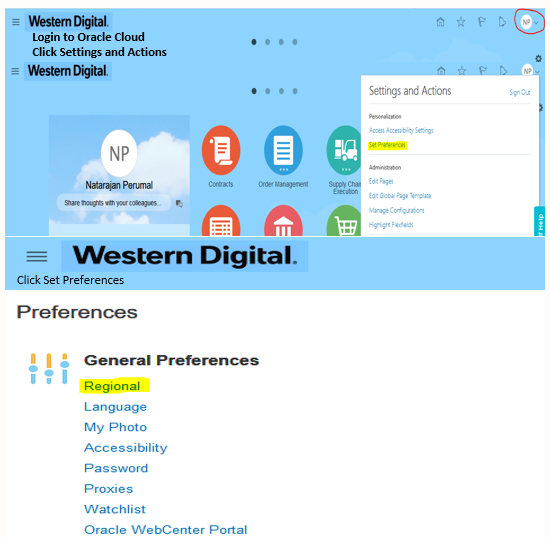 Western Digital.
NP
Login to Oracle Cloud
Click Settings and Actions
Western Digital.
NP
Settings and Actions
Sign Out
Personalization
Access Accessibility Settings
Set Preferences
Administration
Edit Pages
Edit Global Page Template
Manage Configurations
Highlight Flexfields
NP
Natarajan Perumal
Share thoughts with your colleagues...
Contracts
Order Management
Supply Chain
Execution
Help
Western Digital.
Click Set Preferences
Preferences
General Preferences
Regional
Language
My Photo
Accessibility
Password
Proxies
Watchlist
Oracle WebCenter Portal